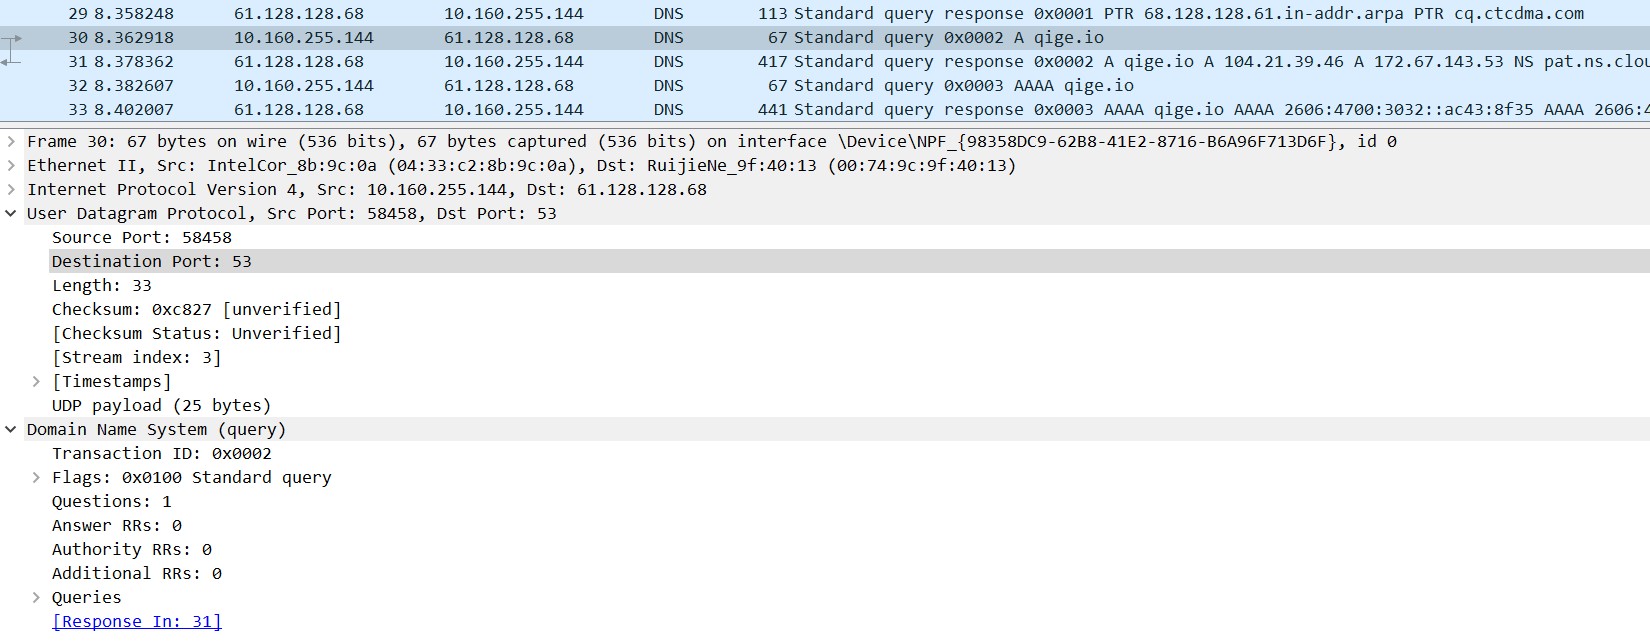 29 8.358248 61.128.128.68 10.160.255.144 DNS 113 Standard query response 0x0001 PTR 68.128.128.61.in-addr.arpa PTR cq.ctcdma.com
30 8.362918 10.160.255.144 61.128.128.68 DNS 67 Standard query 0x0002 A qige.io
31 8.378362 61.128.128.68 10.160.255.144 DNS 417 Standard query response 0x0002 A qige.io A 104.21.39.46 A 172.67.143.53 NS pat.ns.clou
32 8.382607 10.160.255.144 61.128.128.68 DNS 67 Standard query 0x0003 AAAA qige.io
33 8.402007 61.128.128.68 10.160.255.144 DNS 441 Standard query response 0x0003 AAAA qige.io AAAA 2606:4700:3032::ac43:8f35 AAAA 2606:4
Frame 30: 67 bytes on wire (536 bits), 67 bytes captured (536 bits) on interface \Device\NPF_{98358DC9-62B8-41E2-8716-B6A96F713D6F}, id 0
Ethernet II, Src: IntelCor_8b:9c:0a (04:33:c2:8b:9c:0a), Dst: RuijieNe_9f:40:13 (00:74:9c:9f:40:13)
Internet Protocol Version 4, Src: 10.160.255.144, Dst: 61.128.128.68
User Datagram Protocol, Src Port: 58458, Dst Port: 53
Source Port: 58458
Destination Port: 53
Length: 33
Checksum: 0xc827 [unverified]
[Checksum Status: Unverified]
[Stream index: 3]
[Timestamps]
UDP payload (25 bytes)
Domain Name System (query)
Transaction ID: 0x0002
Flags: 0x0100 Standard query
Questions: 1
Answer RRs: 0
Authority RRs: 0
Additional RRs: 0
Queries
[Response In: 31]